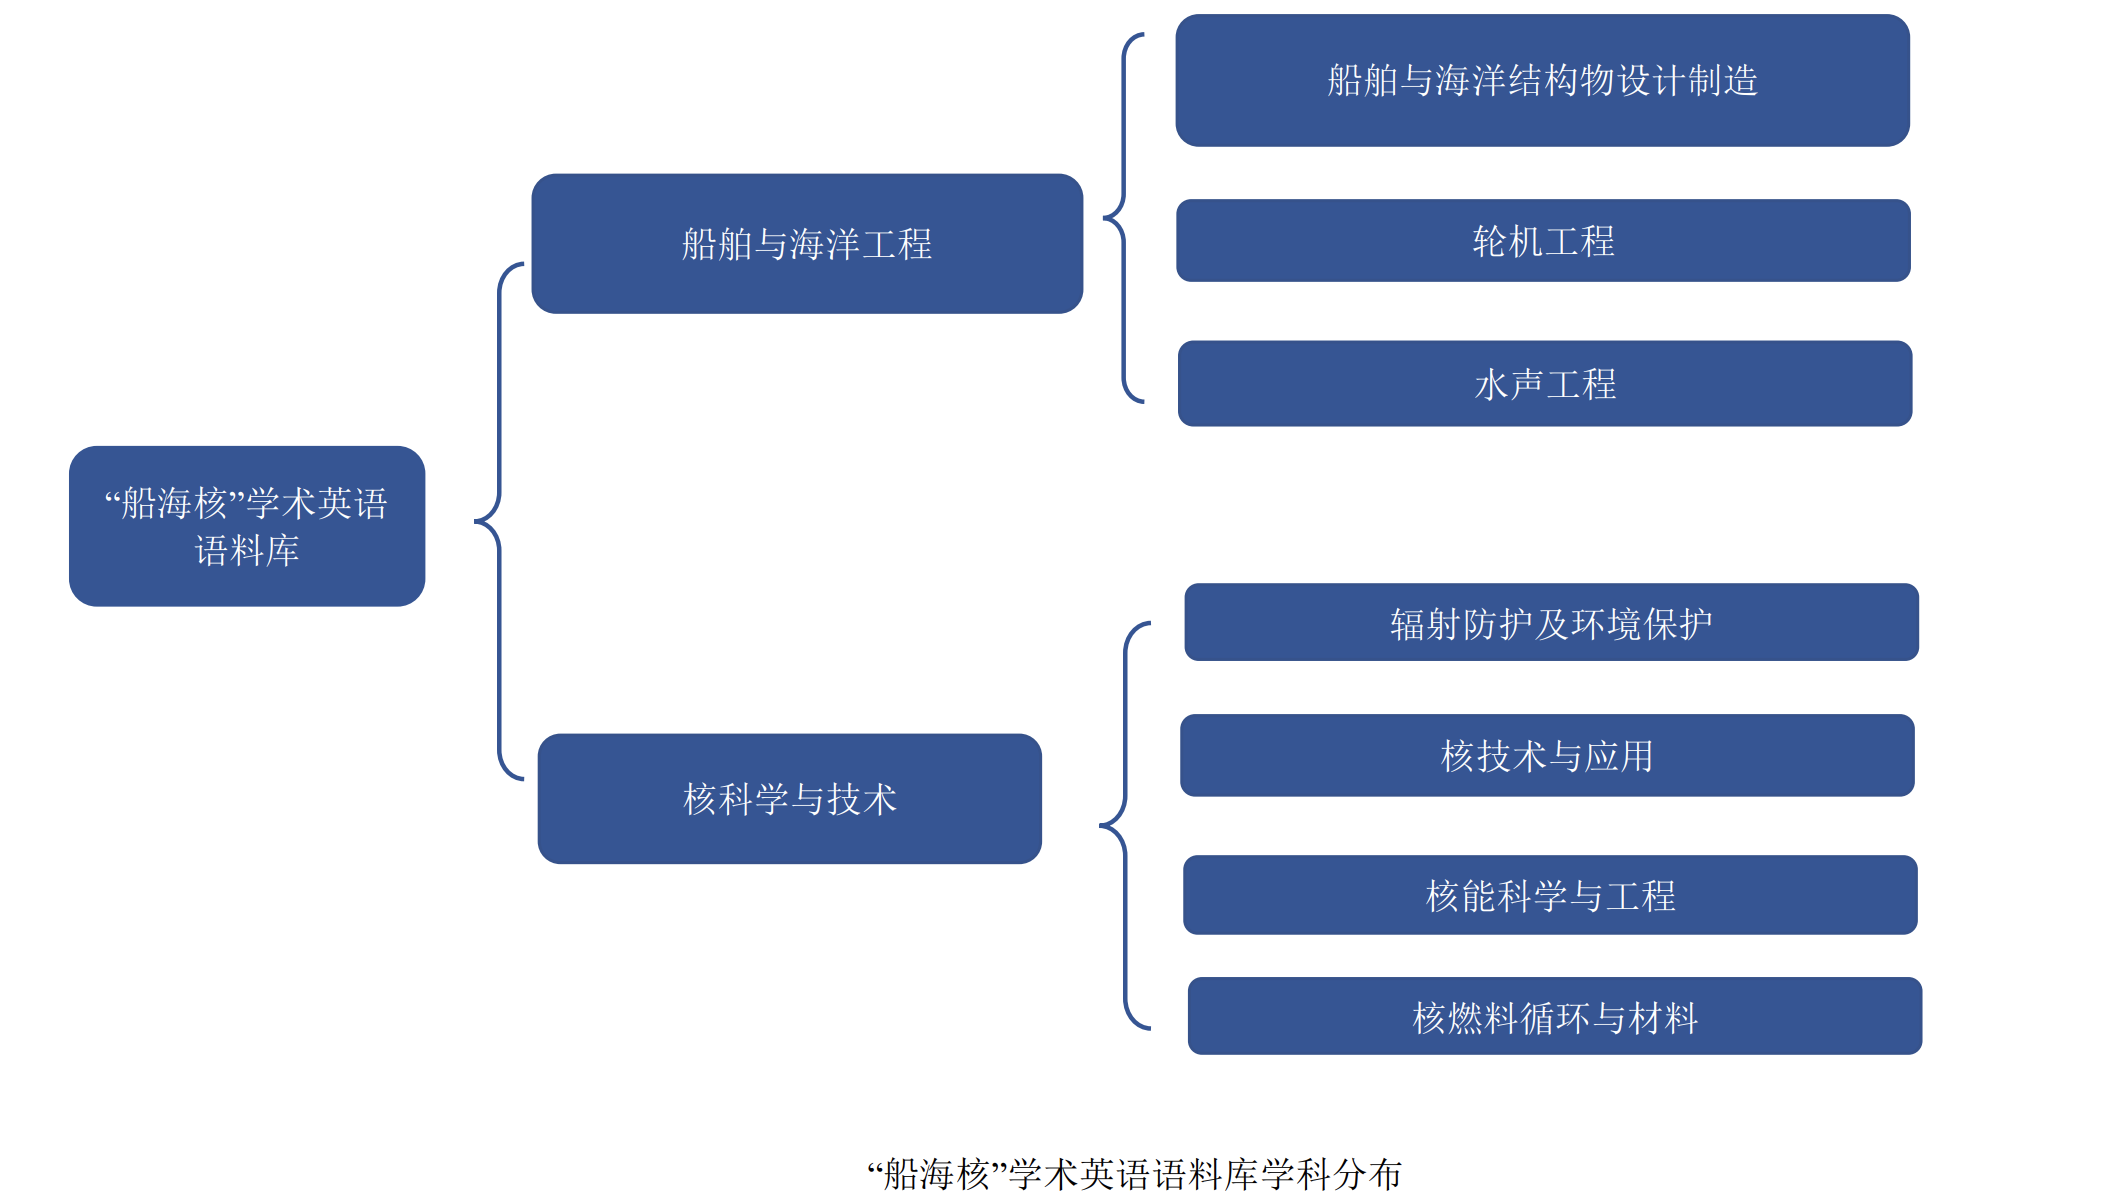 “船海核”学术英语
语料库
船舶与海洋工程
船舶与海洋结构物设计制造
轮机工程
水声工程
核科学与技术
辐射防护及环境保护
核技术与应用
核能科学与工程
核燃料循环与材料
“船海核”学术英语语料库学科分布